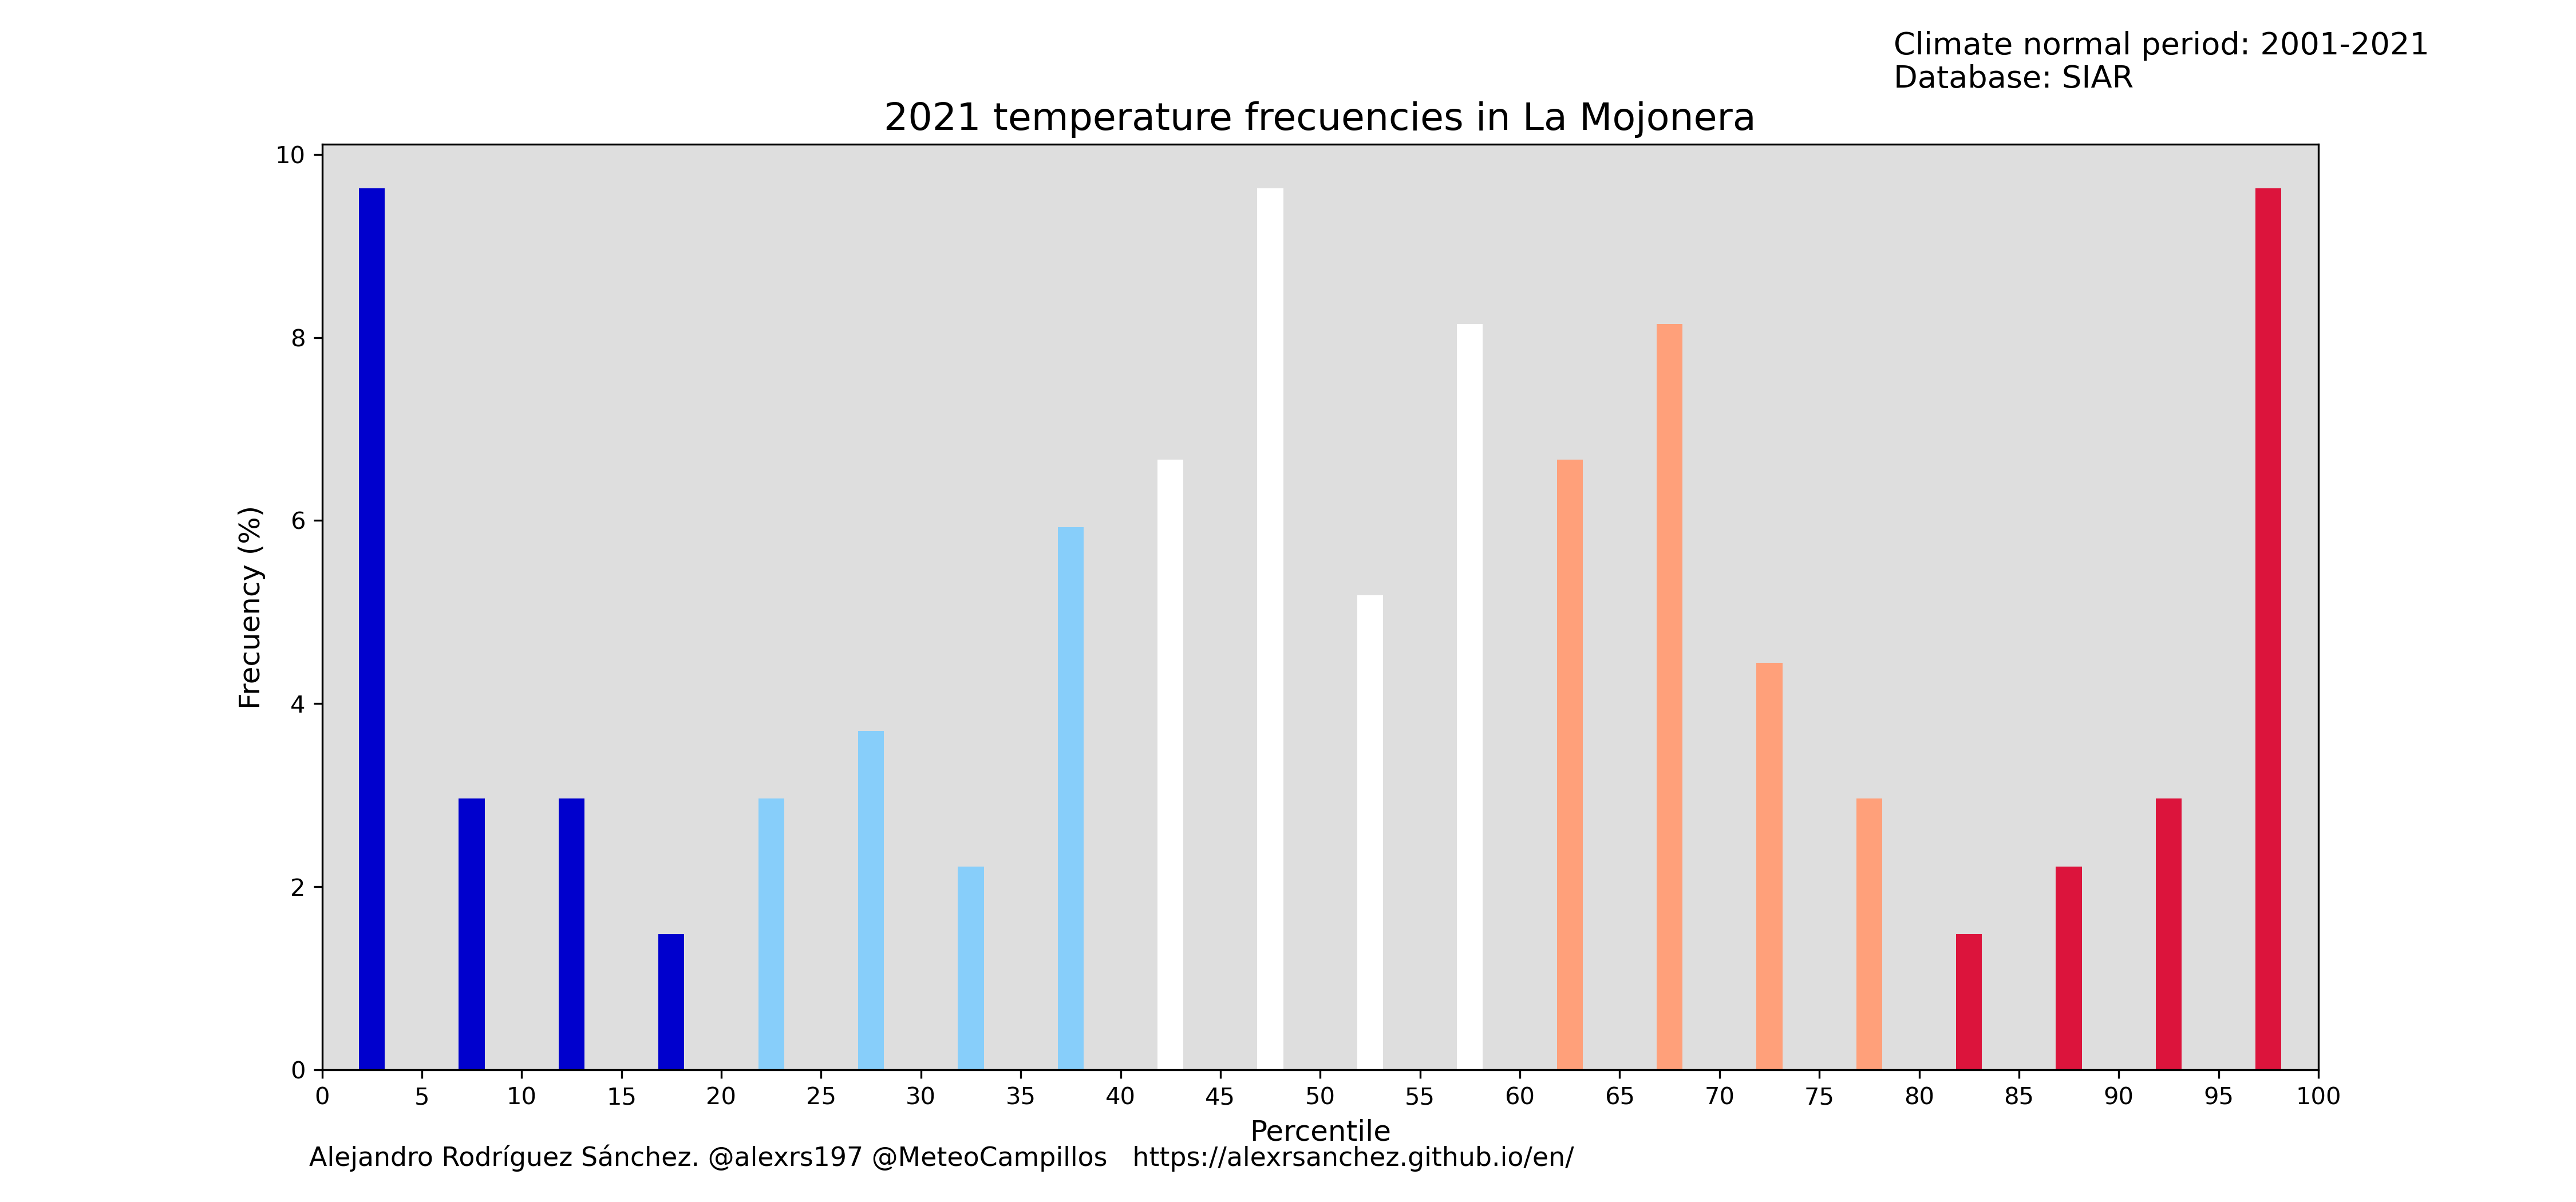 Climate normal period: 2001-2021
Database: SIAR
2021 temperature frecuencies in La Mojonera
10
8
6
4
2
0
Frecuency (%)
0 5 10 15 20 25 30 35 40 45 50 55 60 65 70 75 80 85 90 95 100
Percentile
Alejandro Rodríguez Sánchez. @alexrs197 @MeteoCampillos https://alexrsanchez.github.io/en/